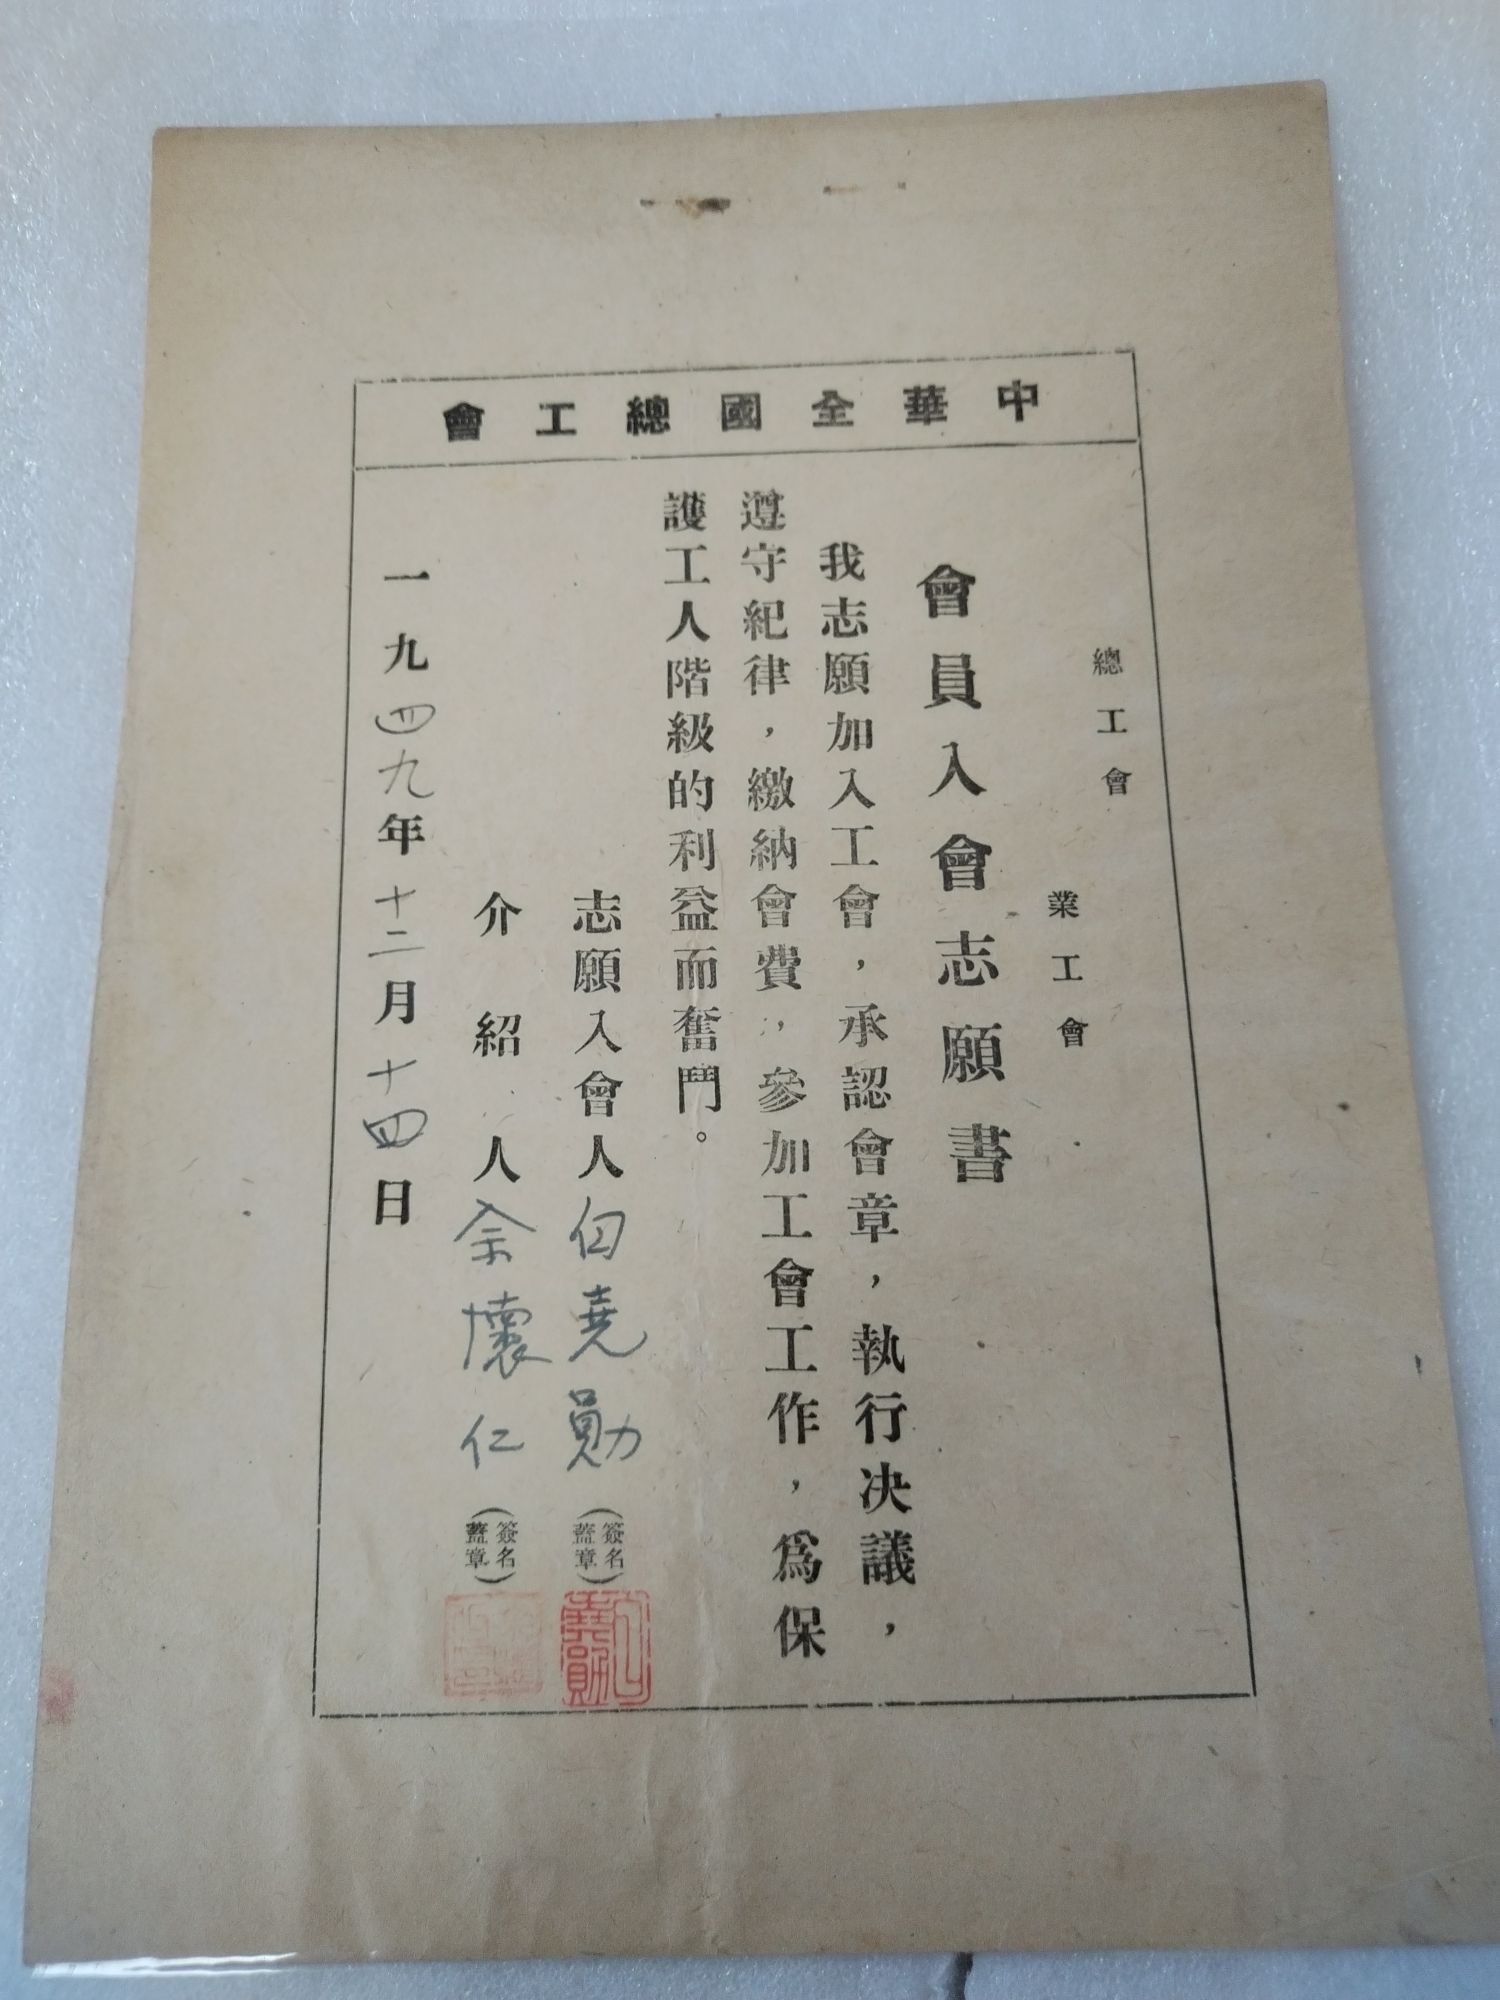 中華全國總工會
總工會
業工會
會員入會志願書
我志願加入工會,承認會章,執行決議,
遵守紀律,繳納會費,參加工會工作,爲保
護工人階級的利益而奮鬥。
志願入會人白堯勛(簽名蓋章)
介紹人余懷仁(簽名蓋章)
一九四九年十二月十四日